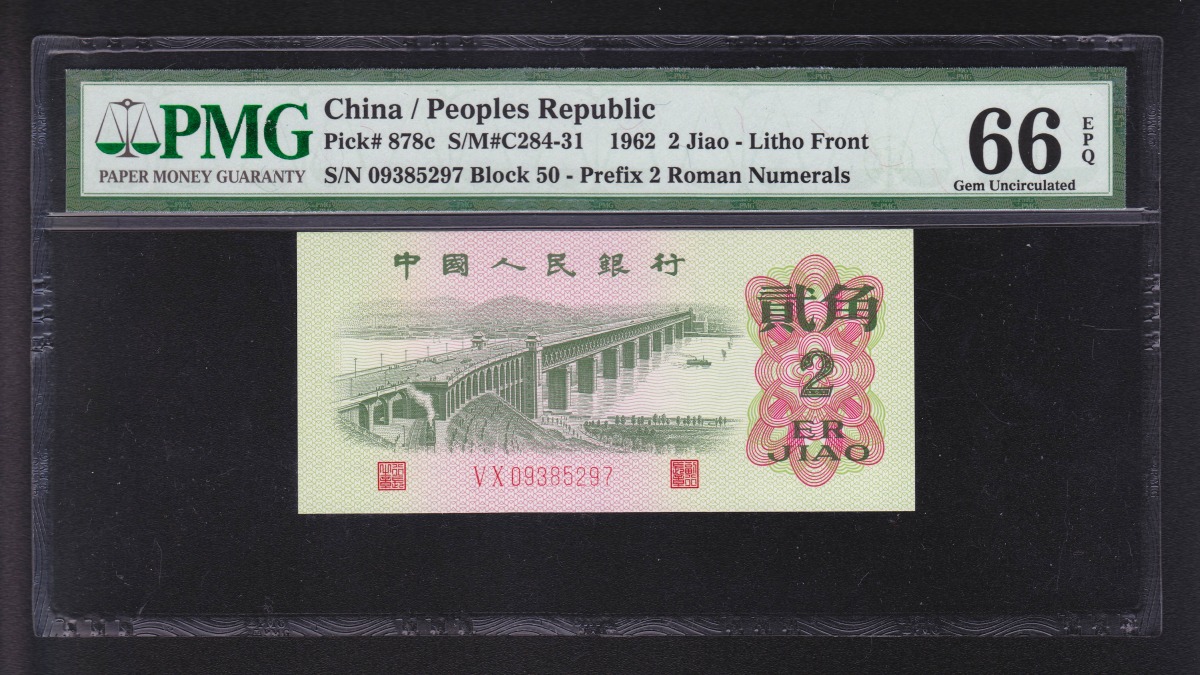 PMG
PAPER MONEY GUARANTY
China / Peoples Republic
Pick# 878c S/M#C284-31 1962 2 Jiao - Litho Front
S/N 09385297 Block 50 - Prefix 2 Roman Numerals
66
EPQ
Gem Uncirculated
中國人民銀行
貳角
2
ER
JIAO
VX09385297